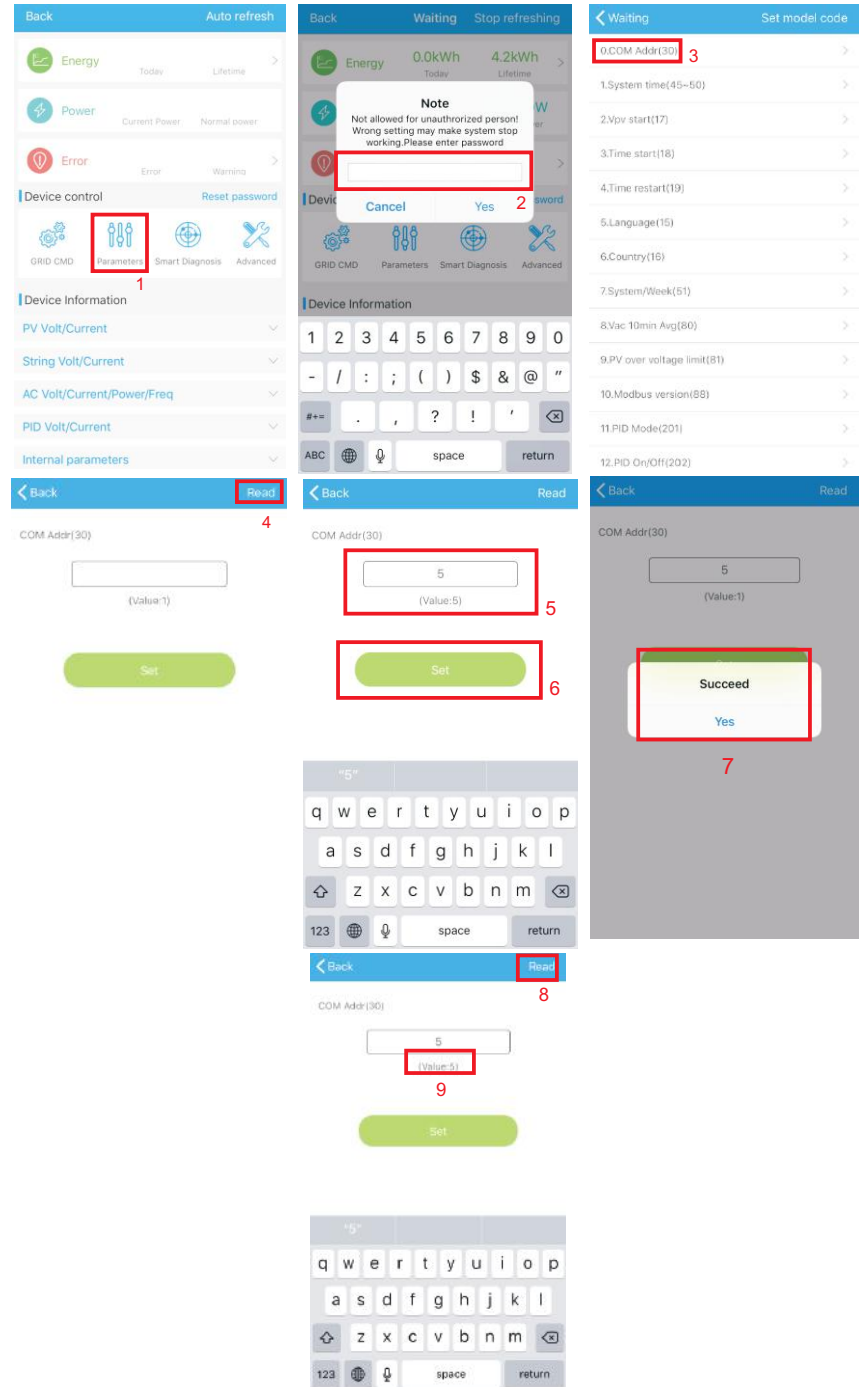 Back Auto refresh
Energy
Today Lifetime
Power
Current Power Normal power
Error
Error Warning
Device control Reset password
GRID CMD Parameters Smart Diagnosis Advanced
1
Device Information
PV Volt/Current
String Volt/Current
AC Volt/Current/Power/Freq
PID Volt/Current
Internal parameters
Back Waiting Stop refreshing
Energy 0.0kWh 4.2kWh
Today Lifetime
W
er
Note
Not allowed for unauthrorized person!
Wrong setting may make system stop
working.Please enter password
Cancel Yes
2
Devic sword
GRID CMD Parameters Smart Diagnosis Advanced
Device Information
1 2 3 4 5 6 7 8 9 0
- / : ; ( ) $ & @ "
#+= . , ? ! '
ABC space return
Waiting Set model code
0.COM Addr(30)
3
1.System time(45~50)
2.Vpv start(17)
3.Time start(18)
4.Time restart(19)
5.Language(15)
6.Country(16)
7.System/Week(51)
8.Vac 10min Avg(80)
9.PV over voltage limit(81)
10.Modbus version(88)
11.PID Mode(201)
12.PID On/Off(202)
Back Read
4
COM Addr(30)
(Value:1)
Set
Back Read
COM Addr(30)
5
(Value:5)
5
Set
6
"5"
q w e r t y u i o p
a s d f g h j k l
z x c v b n m
123 space return
Back Read
COM Addr(30)
5
(Value:1)
Succeed
Yes
7
Back Read
8
COM Addr(30)
5
(Value:5)
9
Set
"5"
q w e r t y u i o p
a s d f g h j k l
z x c v b n m
123 space return